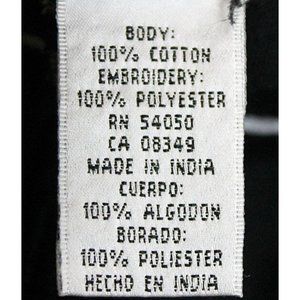 BODY:
100% COTTON
EMBROIDERY:
100% POLYESTER
RN 54050
CA 08349
MADE IN INDIA
CUERPO:
100% ALGODON
BORADO:
100% POLIESTER
HECHO EN INDIA